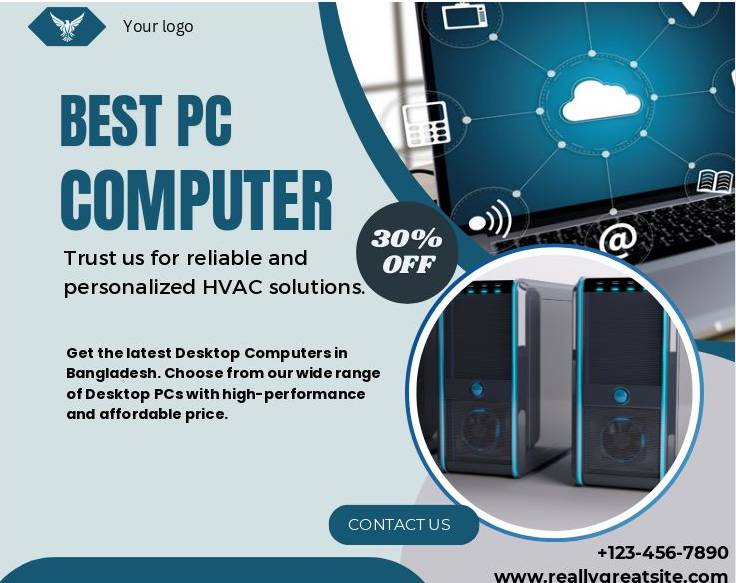 Your logo
BEST PC
COMPUTER
Trust us for reliable and
personalized HVAC solutions.
30%
OFF
@
Get the latest Desktop Computers in
Bangladesh. Choose from our wide range
of Desktop PCs with high-performance
and affordable price.
CONTACT US
+123-456-7890
www.reallygreatsite.com